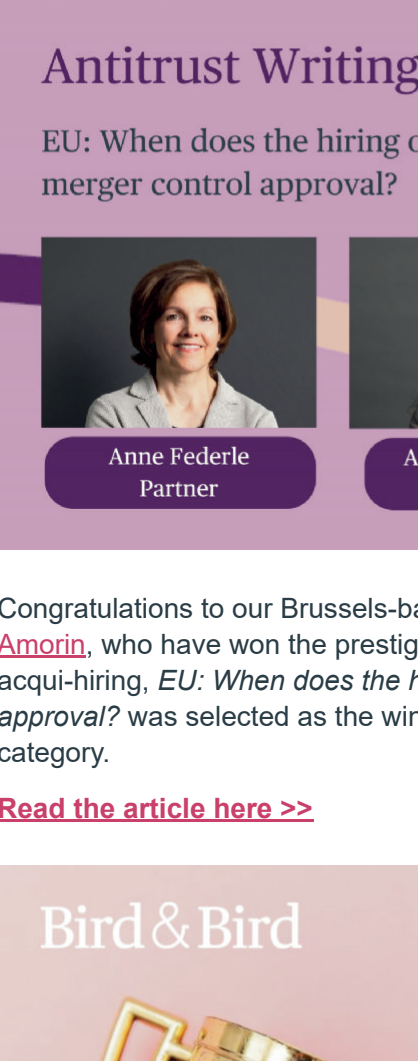 Antitrust Writing
EU: When does the hiring
merger control approval?
Anne Federle
Partner
A
Congratulations to our Brussels-ba
Amorin, who have won the prestig
acqui-hiring, EU: When does the h
approval? was selected as the win
category.
Read the article here >>
Bird & Bird